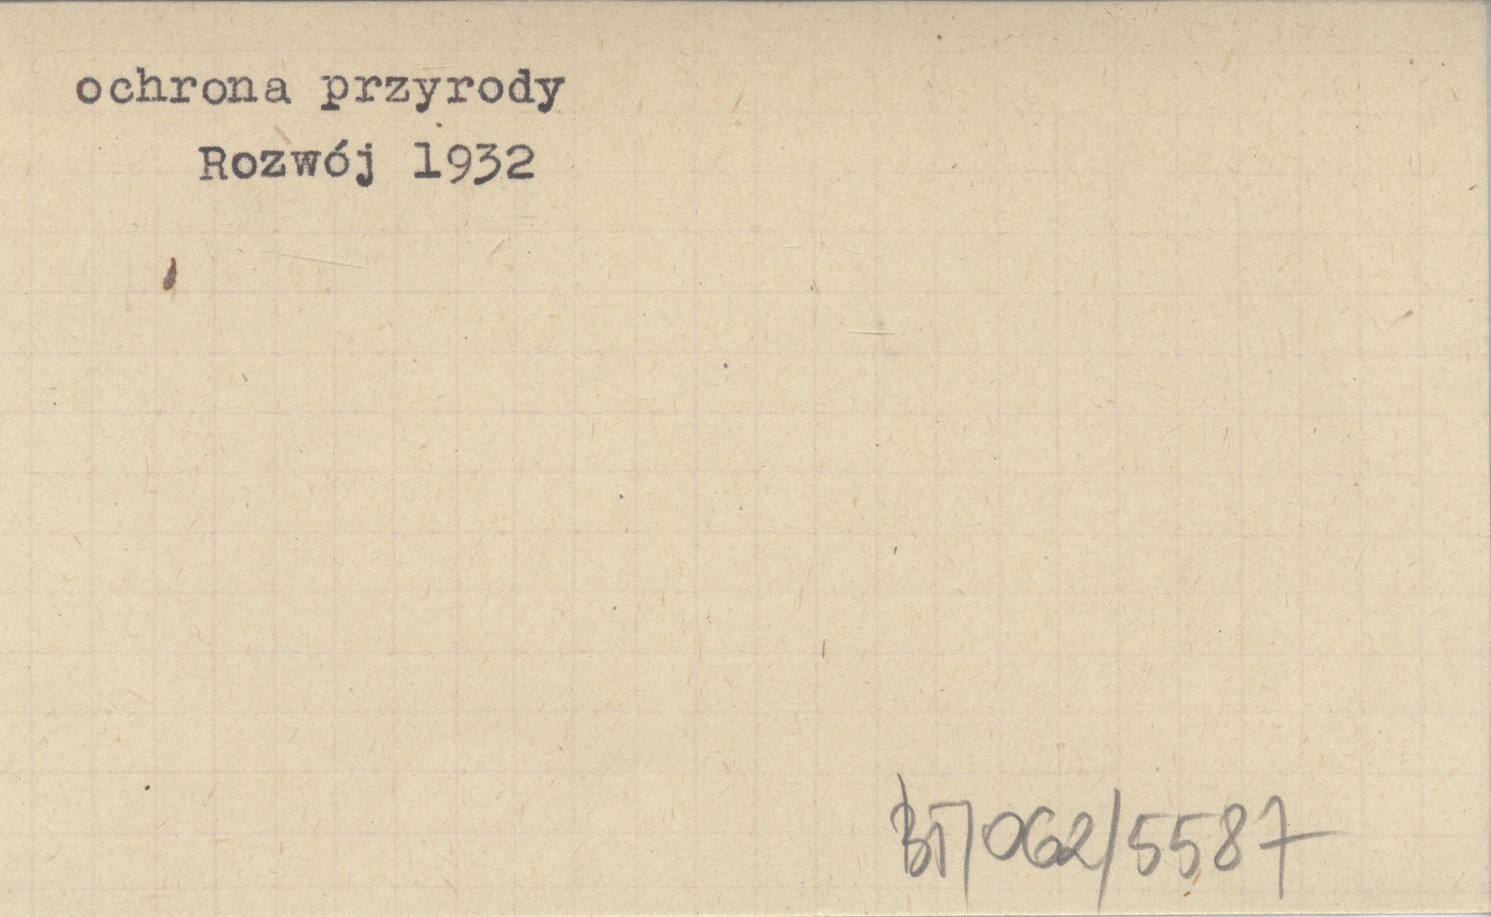 ochrona przyrody
Rozwój 1932
BT/062/5587